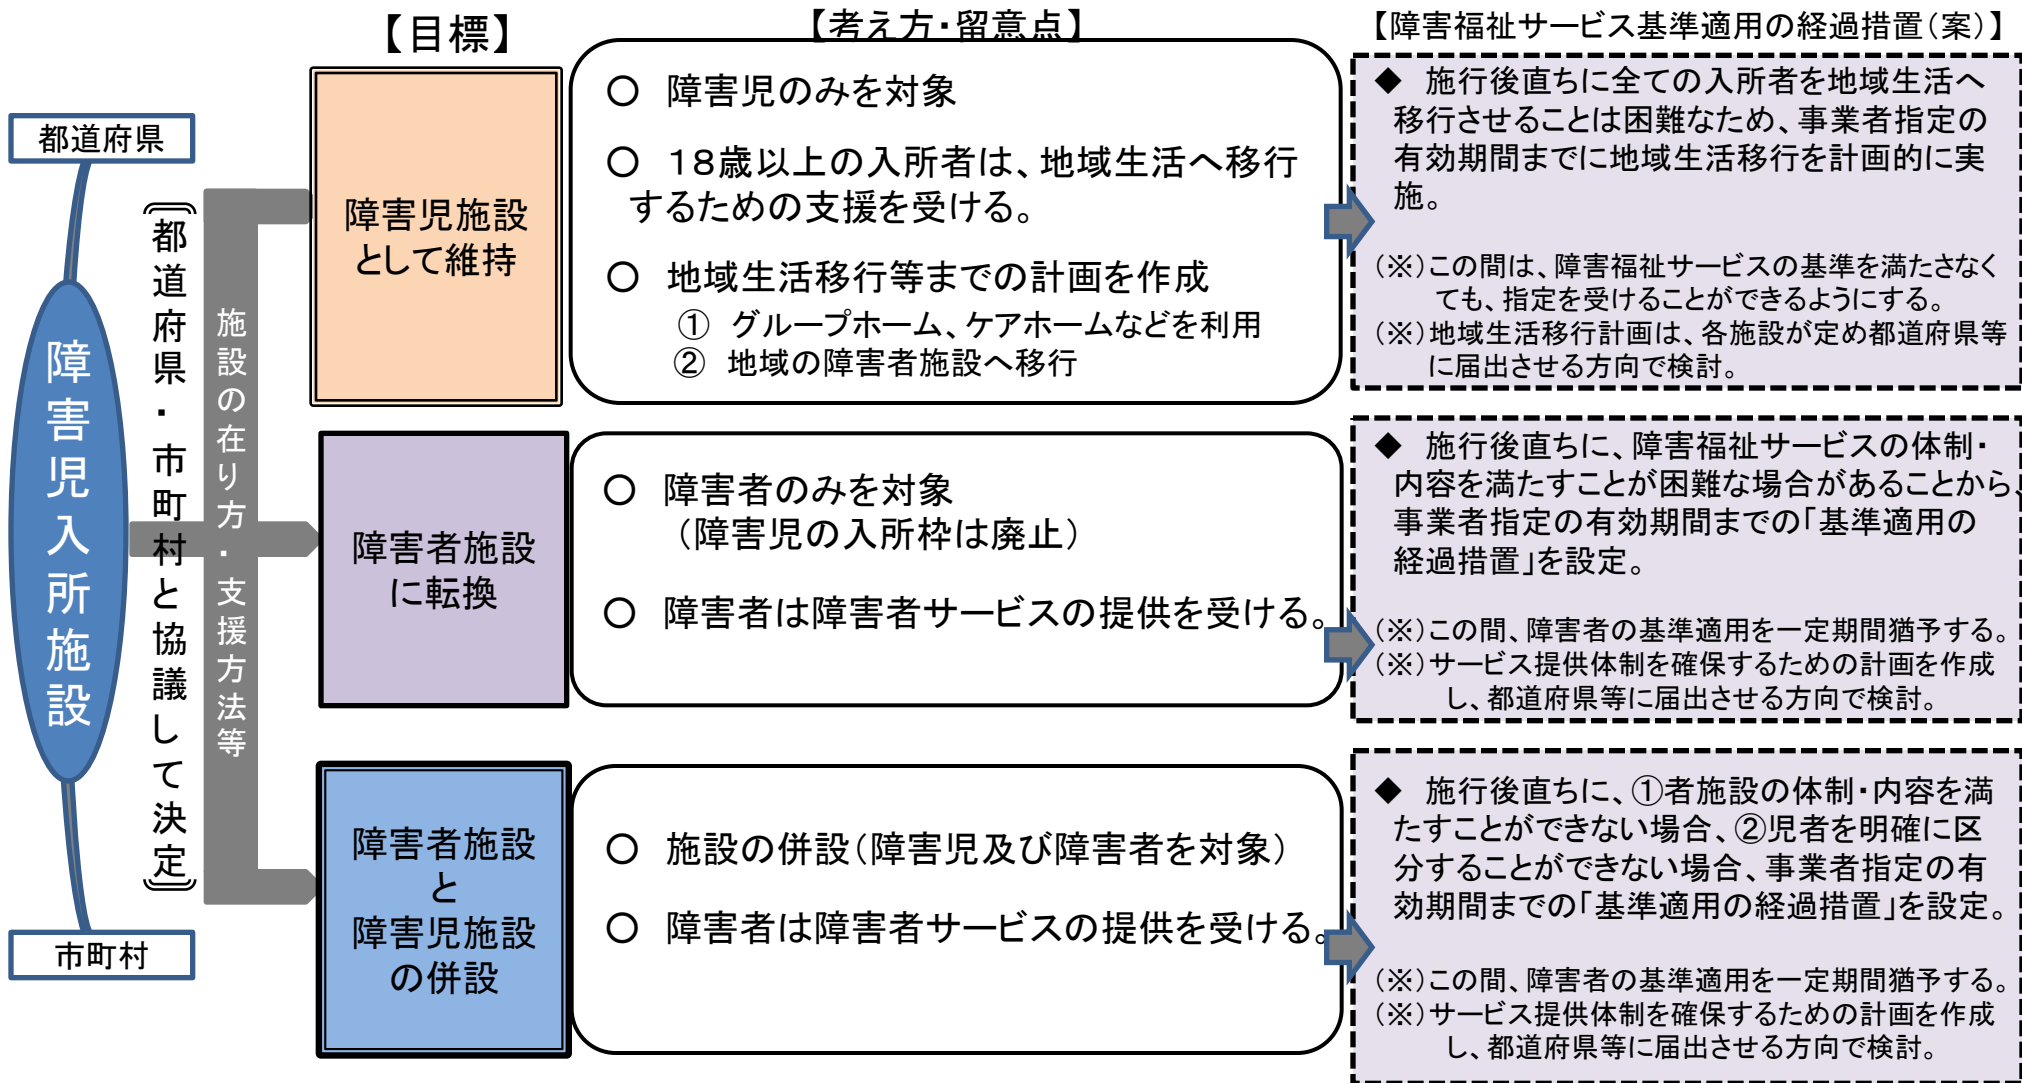 【目標】
【考え方・留意点】
【障害福祉サービス基準適用の経過措置(案)】
都道府県
障害児入所施設
市町村
(都道府県・市町村と協議して決定)
施設の在り方・支援方法等
障害児施設
として維持
○ 障害児のみを対象
○ 18歳以上の入所者は、地域生活へ移行
するための支援を受ける。
○ 地域生活移行等までの計画を作成
① グループホーム、ケアホームなどを利用
② 地域の障害者施設へ移行
◆ 施行後直ちに全ての入所者を地域生活へ
移行させることは困難なため、事業者指定の
有効期間までに地域生活移行を計画的に実
施。
(※)この間は、障害福祉サービスの基準を満たさなく
ても、指定を受けることができるようにする。
(※)地域生活移行計画は、各施設が定め都道府県等
に届出させる方向で検討。
障害者施設
に転換
○ 障害者のみを対象
(障害児の入所枠は廃止)
○ 障害者は障害者サービスの提供を受ける。
◆ 施行後直ちに、障害福祉サービスの体制・
内容を満たすことが困難な場合があることから、
事業者指定の有効期間までの「基準適用の
経過措置」を設定。
(※)この間、障害者の基準適用を一定期間猶予する。
(※)サービス提供体制を確保するための計画を作成
し、都道府県等に届出させる方向で検討。
障害者施設
と
障害児施設
の併設
○ 施設の併設(障害児及び障害者を対象)
○ 障害者は障害者サービスの提供を受ける。
◆ 施行後直ちに、①者施設の体制・内容を満
たすことができない場合、②児者を明確に区
分することができない場合、事業者指定の有
効期間までの「基準適用の経過措置」を設定。
(※)この間、障害者の基準適用を一定期間猶予する。
(※)サービス提供体制を確保するための計画を作成
し、都道府県等に届出させる方向で検討。